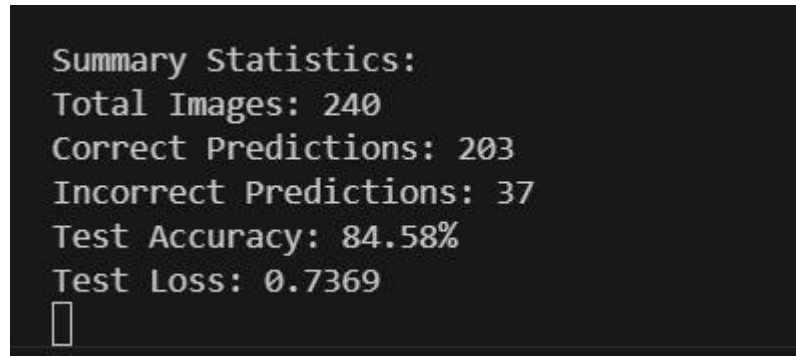 Summary Statistics:
Total Images: 240
Correct Predictions: 203
Incorrect Predictions: 37
Test Accuracy: 84.58%
Test Loss: 0.7369